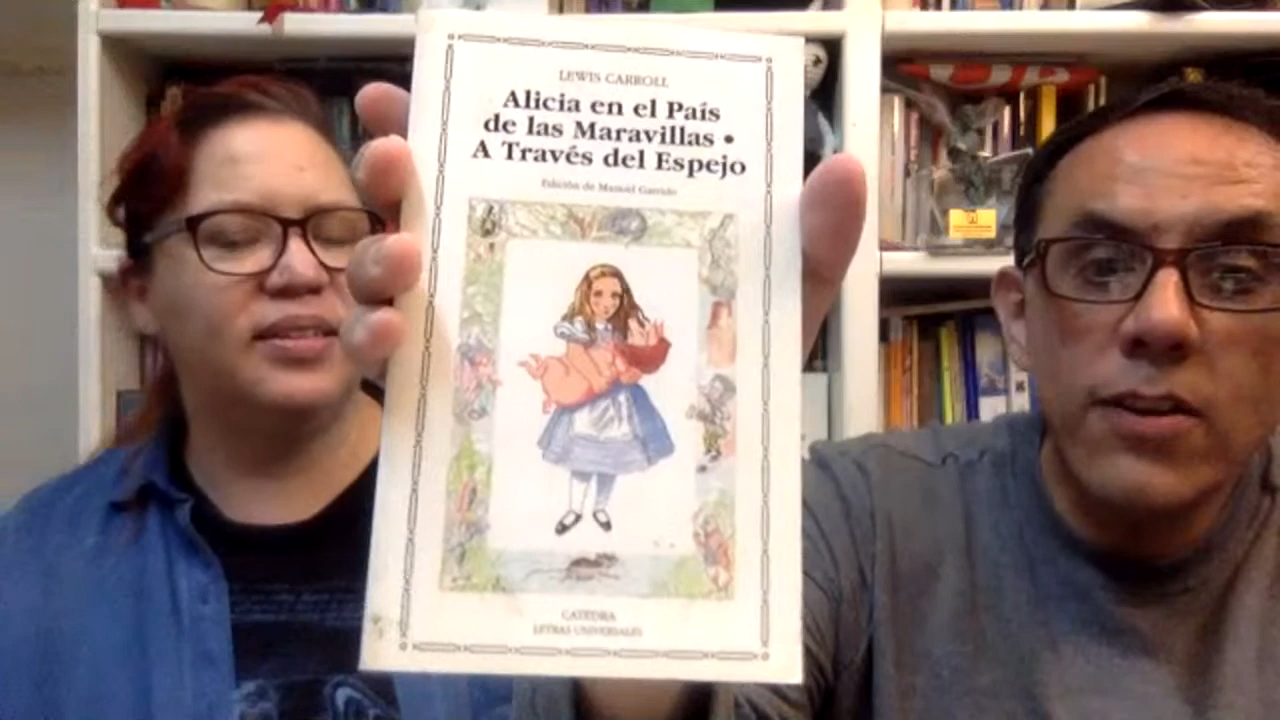 LEWIS CARROLL
Alicia en el País
de las Maravillas •
A Través del Espejo
Edición de Manuel Garrido
CATEDRA
LETRAS UNIVERSALES